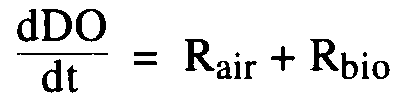 dDO/dt = R_air + R_bio